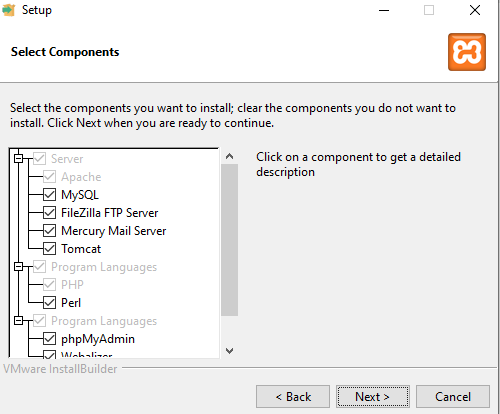 Setup
Select Components
Select the components you want to install; clear the components you do not want to
install. Click Next when you are ready to continue.
Server
Apache
MySQL
FileZilla FTP Server
Mercury Mail Server
Tomcat
Program Languages
PHP
Perl
Program Languages
phpMyAdmin
Webalizer
Click on a component to get a detailed
description
VMware InstallBuilder
< Back
Next >
Cancel